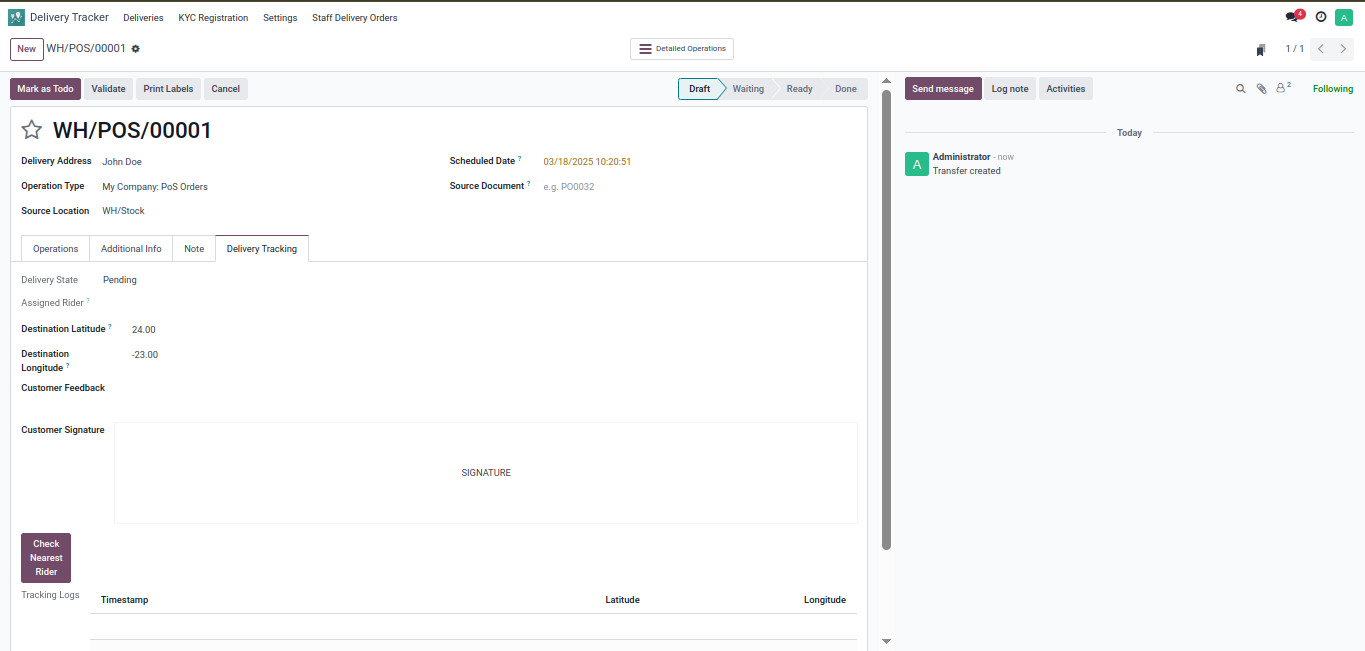 Delivery Tracker Deliveries KYC Registration Settings Staff Delivery Orders 4 A
New WH/POS/00001 Detailed Operations 1 / 1
Mark as Todo Validate Print Labels Cancel Draft Waiting Ready Done Send message Log note Activities 2 Following
WH/POS/00001
Today
Delivery Address John Doe Scheduled Date ? 03/18/2025 10:20:51
A Administrator - now
Transfer created
Operation Type My Company: PoS Orders Source Document ? e.g. PO0032
Source Location WH/Stock
Operations Additional Info Note Delivery Tracking
Delivery State Pending
Assigned Rider ?
Destination Latitude ? 24.00
Destination
Longitude ? -23.00
Customer Feedback
Customer Signature
SIGNATURE
Check
Nearest
Rider
Tracking Logs Timestamp Latitude Longitude